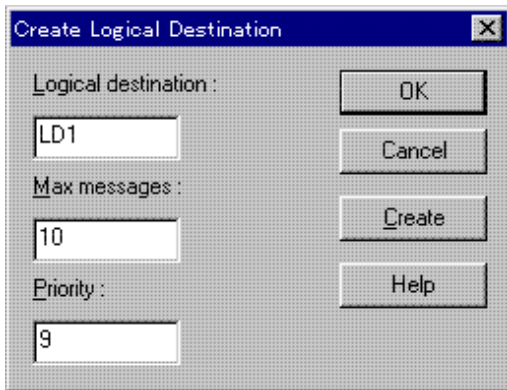 Create Logical Destination
Logical destination :
LD1
Max messages :
10
Priority :
9
OK
Cancel
Create
Help